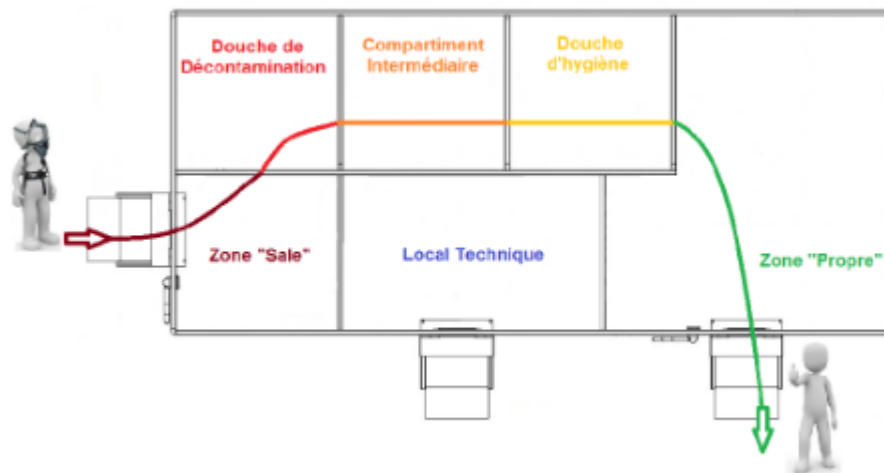 Douche de
Décontamination
Compartiment
Intermédiaire
Douche
d'hygiène
Zone "Sale"
Local Technique
Zone "Propre"